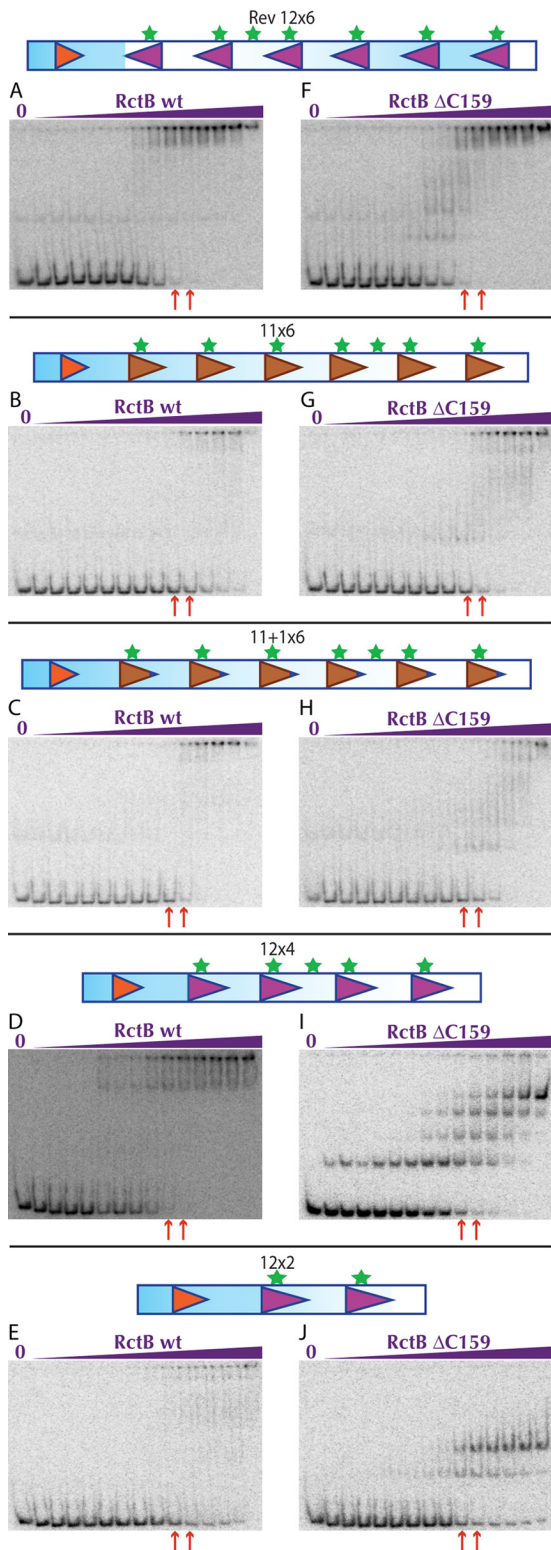 Rev 12x6
A
RctB wt
0
F
RctB ΔC159
0
11x6
B
RctB wt
0
G
RctB ΔC159
0
11+1x6
C
RctB wt
0
H
RctB ΔC159
0
12x4
D
RctB wt
0
I
RctB ΔC159
0
12x2
E
RctB wt
0
J
RctB ΔC159
0